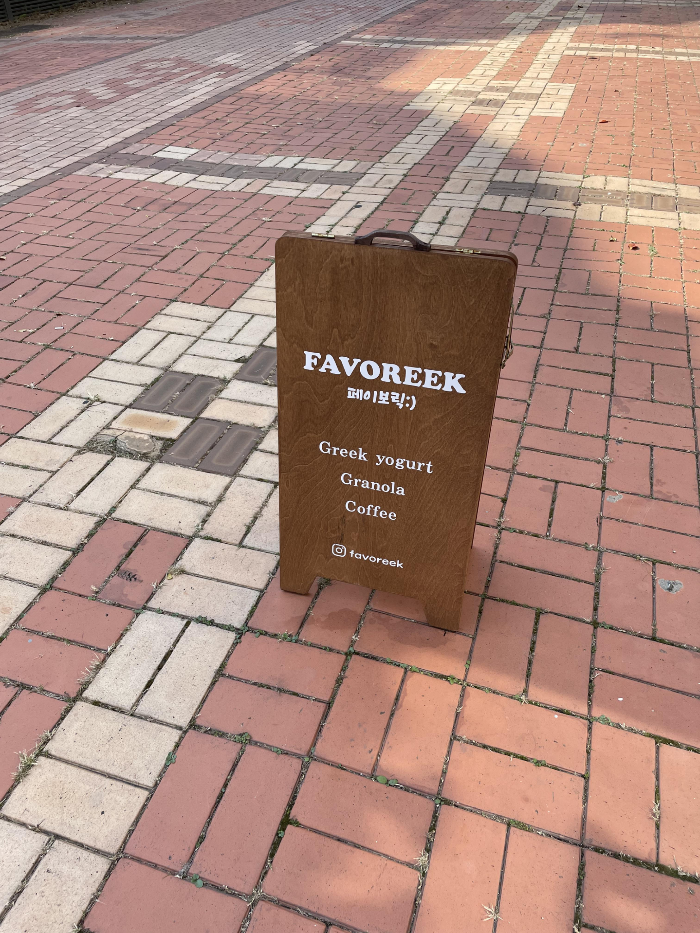 FAVOREEK
페이보릭:)
Greek yogurt
Granola
Coffee
favoreek